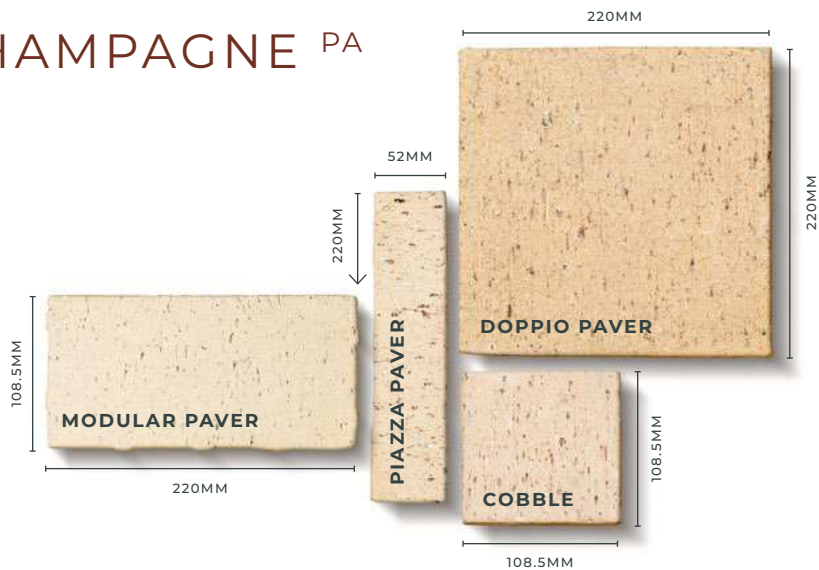 HAMPAGNE PA
220MM
52MM
220MM
220MM
108.5MM
DOPPIO PAVER
PIAZZA PAVER
MODULAR PAVER
108.5MM
COBBLE
220MM
108.5MM